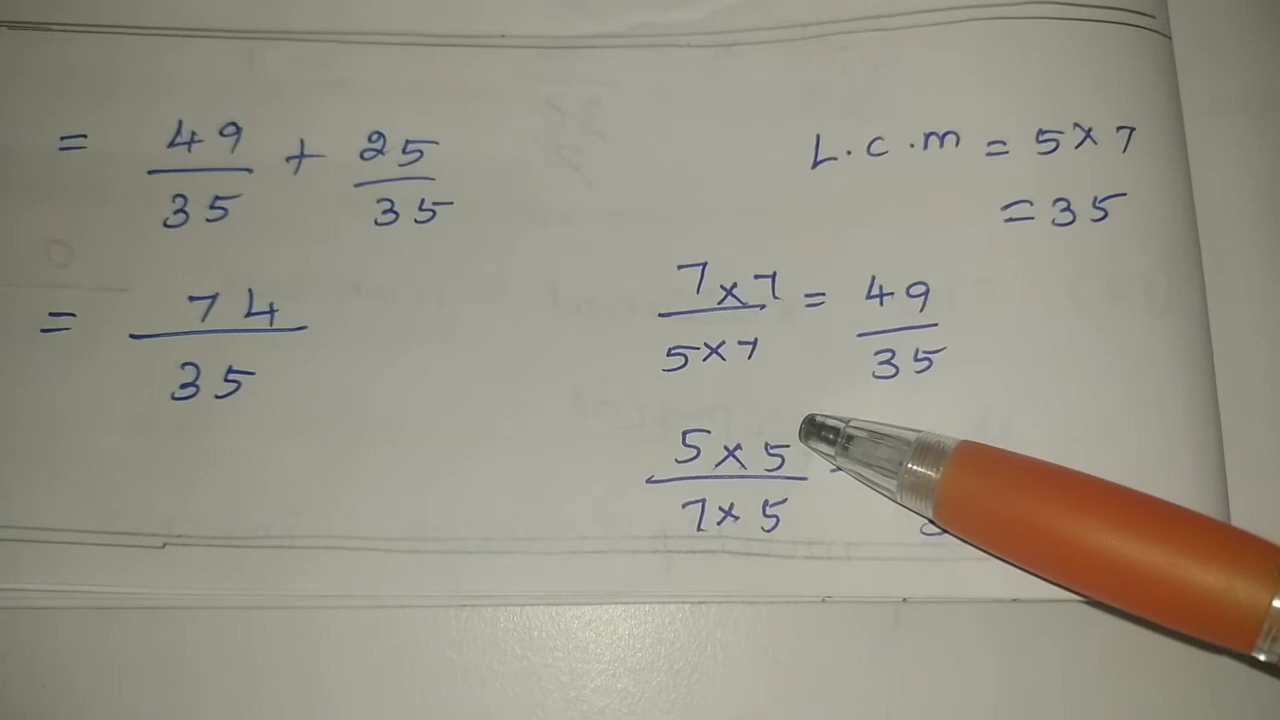 = 49/35 + 25/35
= 74/35
L.C.M = 5×7
=35
7×7/5×7 = 49/35
5×5/7×5